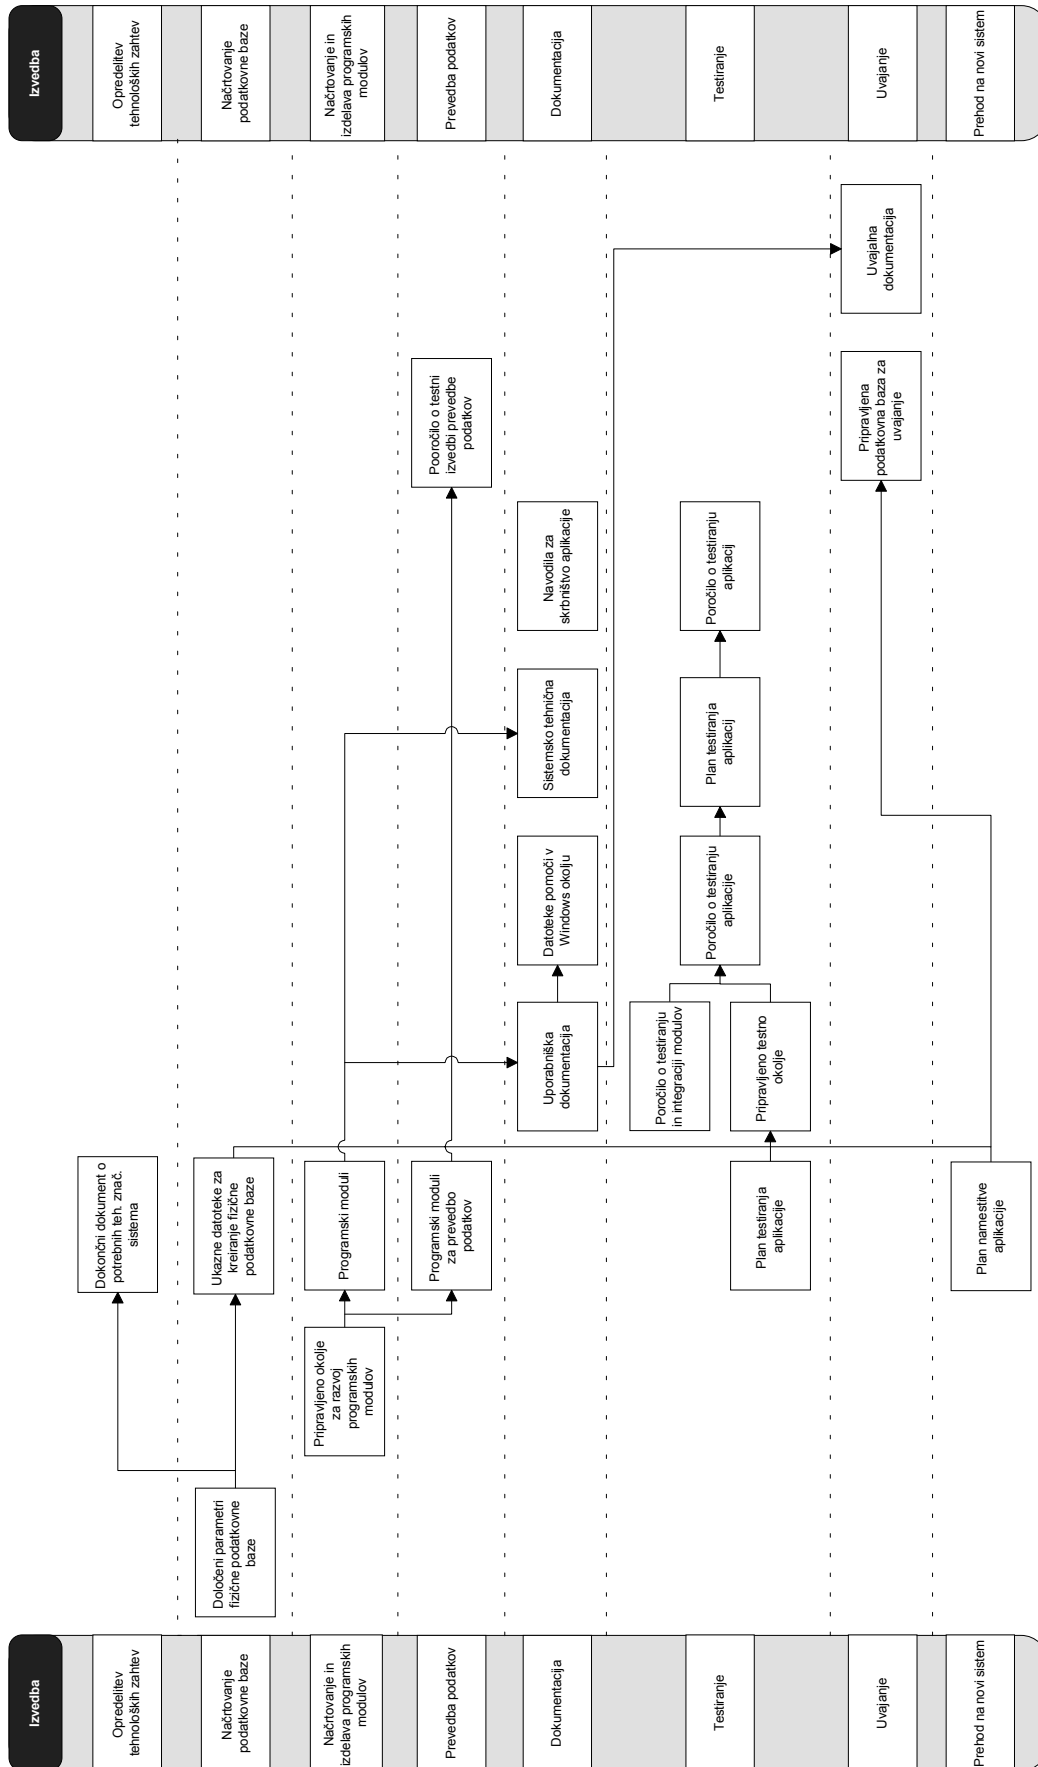 Izvedba
Opredelitev
tehnoloških zahtev
Načrtovanje
podatkovne baze
Načrtovanje in
izdelava programskih
modulov
Prevedba podatkov
Dokumentacija
Testiranje
Uvajanje
Prehod na novi sistem
Določeni parametri
fizične podatkovne
baze
Dokončni dokument o
potrebnih teh. znač.
sistema
Ukazne datoteke za
kreiranje fizične
podatkovne baze
Pripravljeno okolje
za razvoj
programskih
modulov
Programski moduli
Programski moduli
za prevedbo
podatkov
Pooročilo o testni
izvedbi prevedbe
podatkov
Uporabniška
dokumentacija
Datoteke pomoči v
Windows okolju
Sistemsko tehnična
dokumentacija
Navodila za
skrbništvo aplikacije
Plan testiranja
aplikacije
Poročilo o testiranju
in integraciji modulov
Pripravljeno testno
okolje
Poročilo o testiranju
aplikacije
Plan testiranja
aplikacij
Poročilo o testiranju
aplikacij
Pripravljena
podatkovna baza za
uvajanje
Uvajalna
dokumentacija
Plan namestitve
aplikacije
Izvedba
Opredelitev
tehnoloških zahtev
Načrtovanje
podatkovne baze
Načrtovanje in
izdelava programskih
modulov
Prevedba podatkov
Dokumentacija
Testiranje
Uvajanje
Prehod na novi sistem